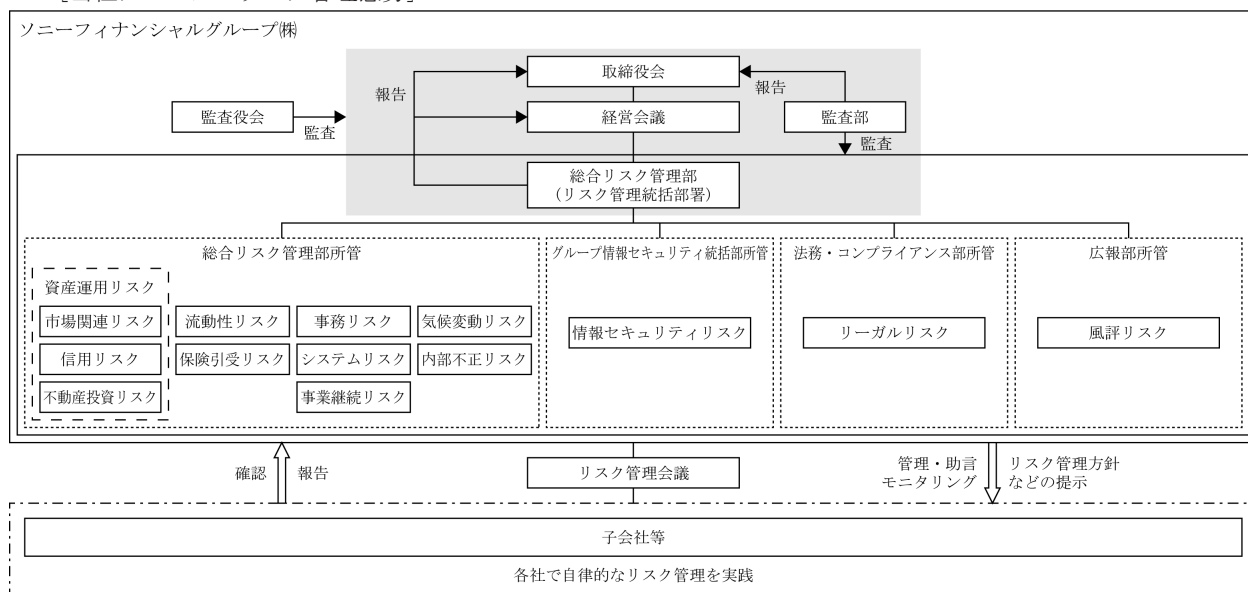 ソニーフィナンシャルグループ㈱
取締役会
報告
報告
監査役会
監査
経営会議
監査部
監査
総合リスク管理部
（リスク管理統括部署）
総合リスク管理部所管
グループ情報セキュリティ統括部所管
法務・コンプライアンス部所管
広報部所管
資産運用リスク
市場関連リスク
流動性リスク
事務リスク
気候変動リスク
情報セキュリティリスク
リーガルリスク
風評リスク
信用リスク
保険引受リスク
システムリスク
内部不正リスク
不動産投資リスク
事業継続リスク
確認
報告
リスク管理会議
管理・助言
モニタリング
リスク管理方針
などの提示
子会社等
各社で自律的なリスク管理を実践